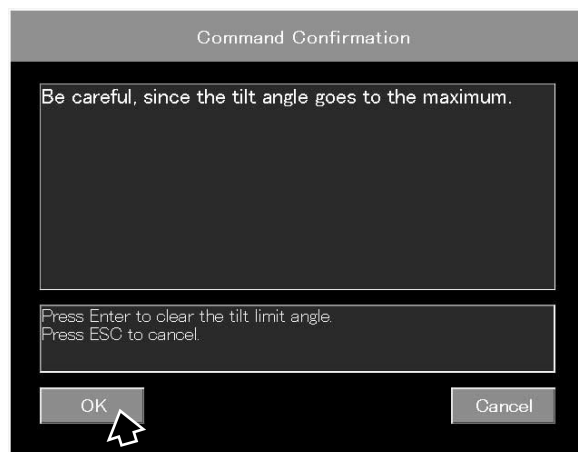 Command Confirmation
Be careful, since the tilt angle goes to the maximum.
Press Enter to clear the tilt limit angle.
Press ESC to cancel.
OK
Cancel